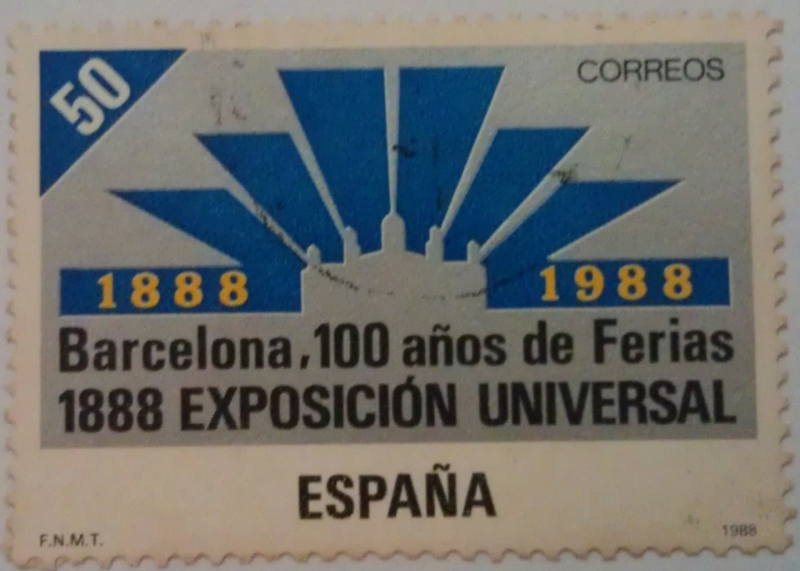 50
CORREOS
1888 1988
Barcelona, 100 años de Ferias
1888 EXPOSICIÓN UNIVERSAL
ESPAÑA
F.N.M.T. 1988